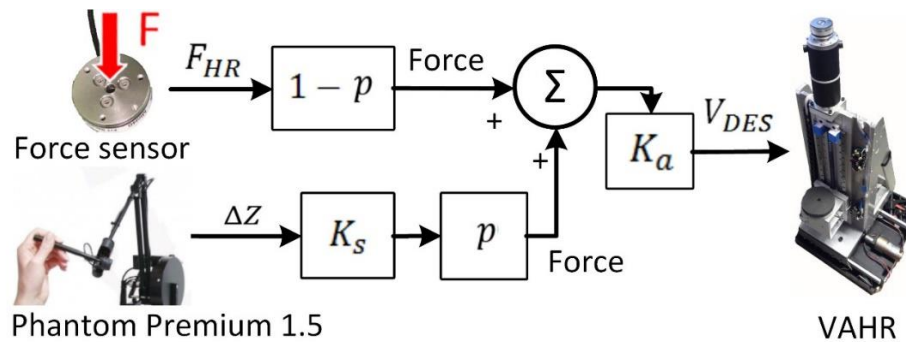 F
F_HR
1 − p
Force
+
Σ
+
K_a
V_DES
Force sensor
ΔZ
K_s
p
Force
Phantom Premium 1.5
VAHR